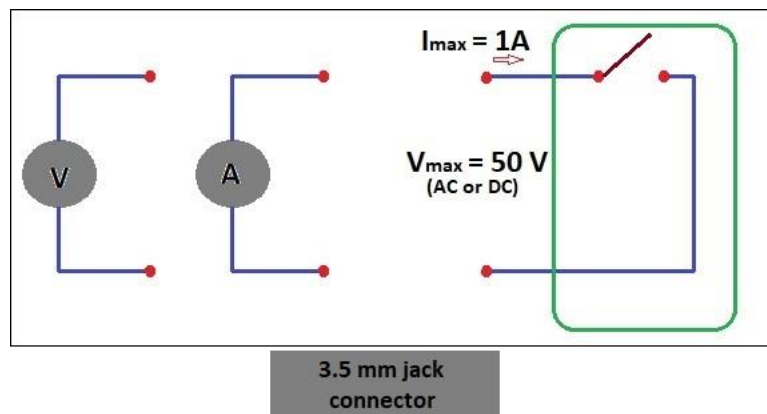 Imax = 1A
V
A
Vmax = 50 V
(AC or DC)
3.5 mm jack
connector